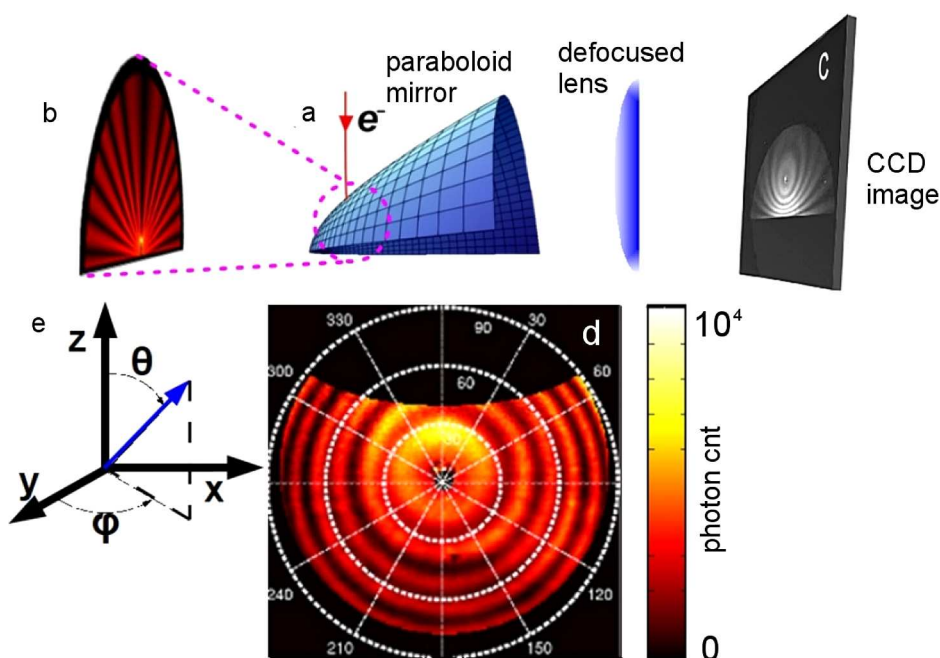 b
a
e⁻
paraboloid
mirror
defocused
lens
C
CCD
image
e
z
θ
y
x
φ
d
330
30
90
300
60
60
30
240
120
210
150
10⁴
photon cnt
0